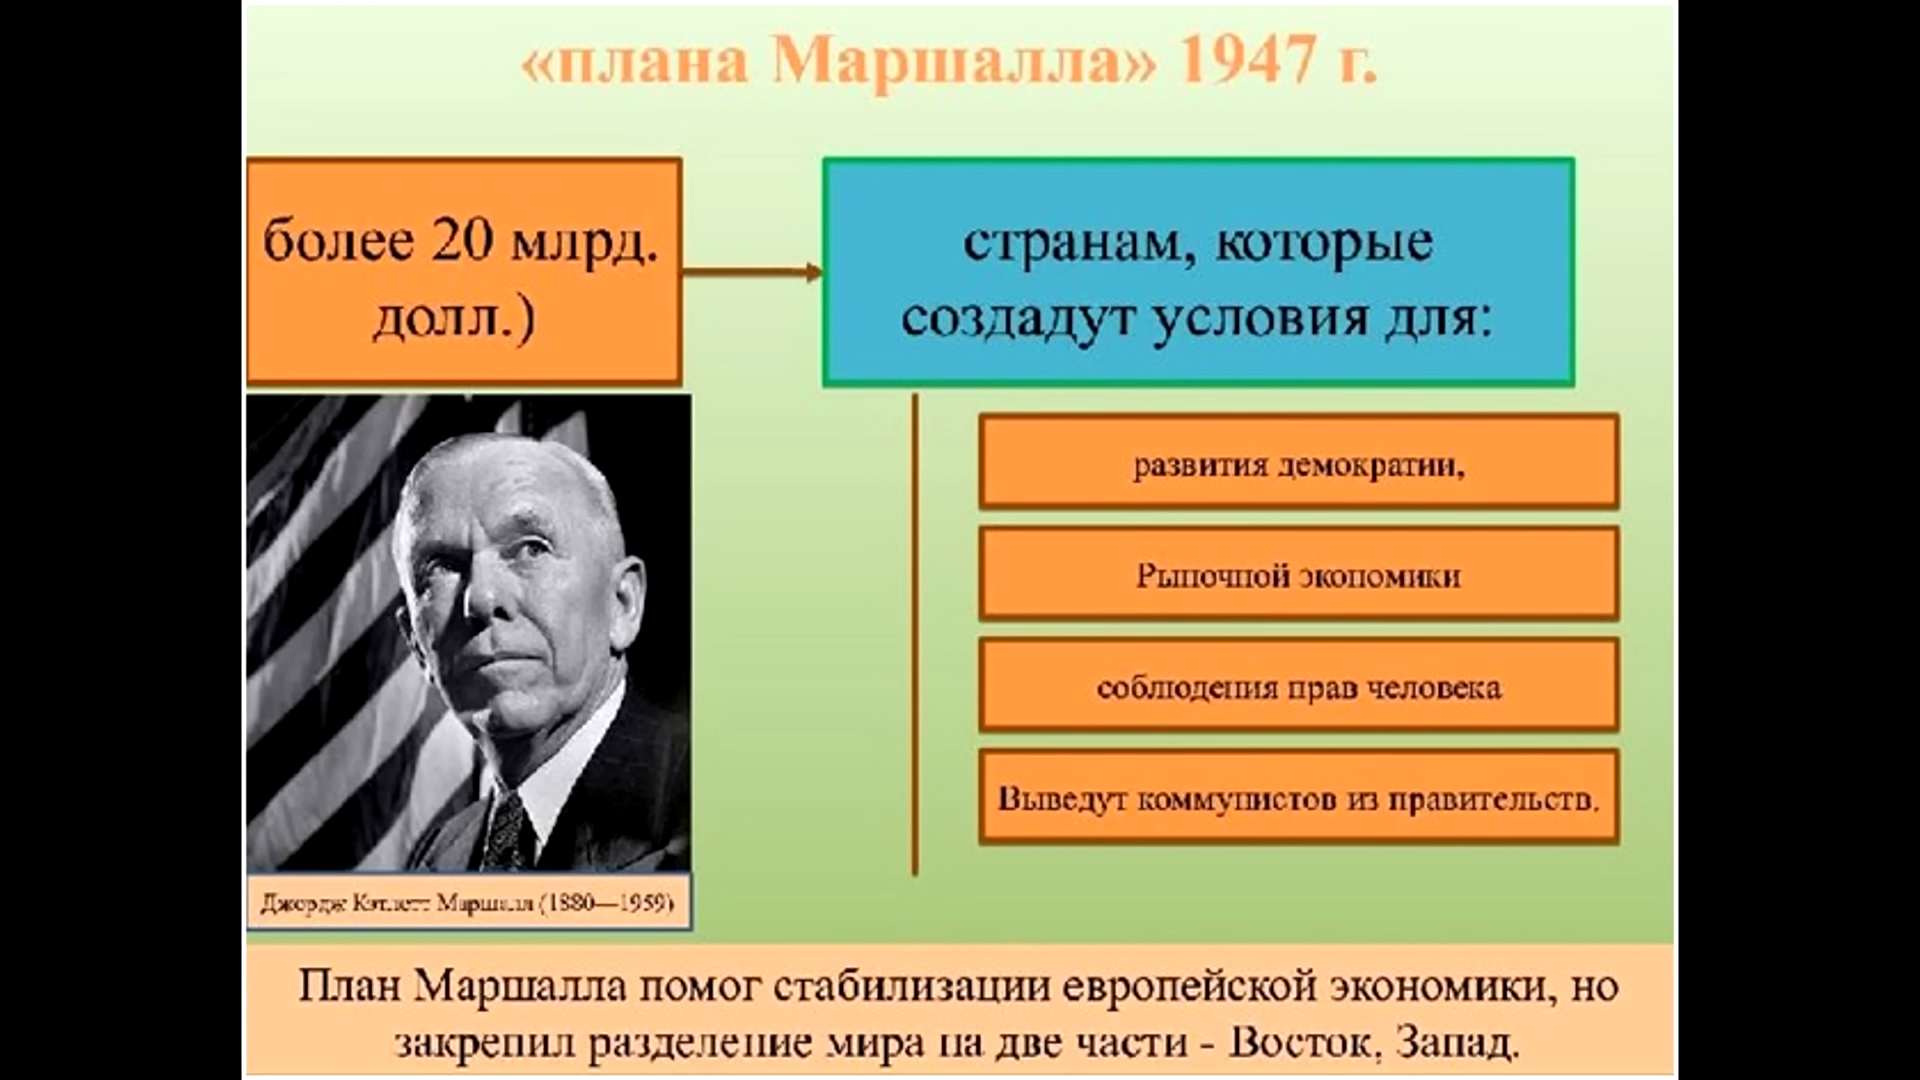 «плана Маршалла» 1947 г.
более 20 млрд.
долл.)
странам, которые
создадут условия для:
развития демократии,
Рыночной экономики
соблюдения прав человека
Выведут коммунистов из правительств.
Джордж Кэтлетт Маршалл (1880—1959)
План Маршалла помог стабилизации европейской экономики, но
закрепил разделение мира на две части - Восток, Запад.